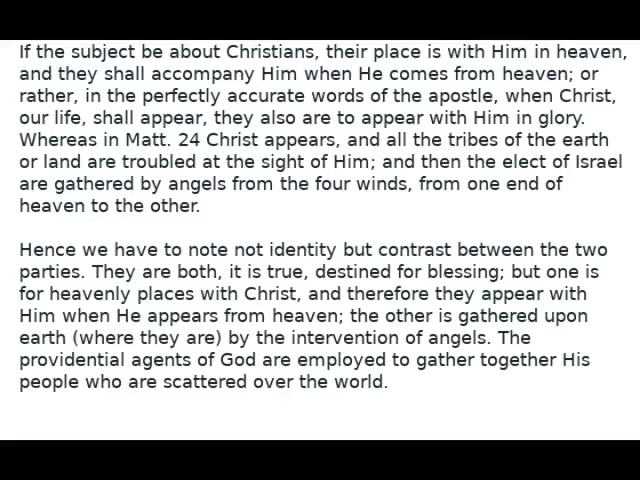 If the subject be about Christians, their place is with Him in heaven,
and they shall accompany Him when He comes from heaven; or
rather, in the perfectly accurate words of the apostle, when Christ,
our life, shall appear, they also are to appear with Him in glory.
Whereas in Matt. 24 Christ appears, and all the tribes of the earth
or land are troubled at the sight of Him; and then the elect of Israel
are gathered by angels from the four winds, from one end of
heaven to the other.
Hence we have to note not identity but contrast between the two
parties. They are both, it is true, destined for blessing; but one is
for heavenly places with Christ, and therefore they appear with
Him when He appears from heaven; the other is gathered upon
earth (where they are) by the intervention of angels. The
providential agents of God are employed to gather together His
people who are scattered over the world.